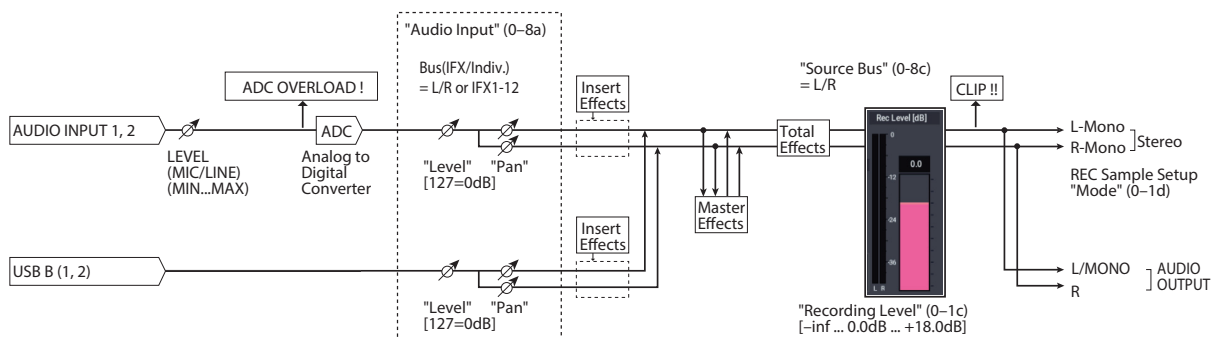 "Audio Input" (0–8a)
Bus(IFX/Indiv.)
= L/R or IFX1-12
"Source Bus" (0-8c)
= L/R
ADC OVERLOAD !
Insert
Effects
CLIP !!
Rec Level [dB]
AUDIO INPUT 1, 2
ADC
Total
Effects
L-Mono
R-Mono
Stereo
LEVEL
(MIC/LINE)
(MIN...MAX)
Analog to
Digital
Converter
"Level"
[127=0dB]
"Pan"
0
0.0
-12
-24
-36
L R
REC Sample Setup
"Mode" (0–1d)
Master
Effects
Insert
Effects
USB B (1, 2)
"Level"
[127=0dB]
"Pan"
L/MONO
R
AUDIO
OUTPUT
"Recording Level" (0–1c)
[–inf ... 0.0dB ... +18.0dB]